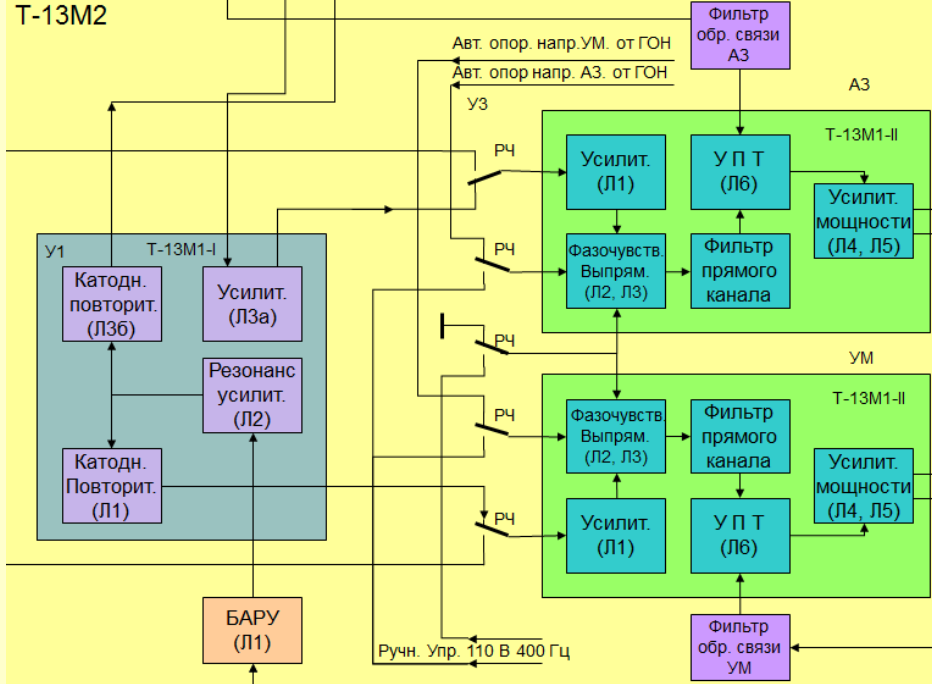 Т-13М2
Фильтр
обр. связи
АЗ
Авт. опор. напр.УМ. от ГОН
Авт. опор напр. АЗ. от ГОН
У3
АЗ
Т-13М1-II
РЧ
Усилит.
(Л1)
У П Т
(Л6)
Усилит.
мощности
(Л4, Л5)
У1
Т-13М1-I
Катодн.
повторит.
(Л3б)
Усилит.
(Л3а)
РЧ
Фазочувств.
Выпрям.
(Л2, Л3)
Фильтр
прямого
канала
РЧ
УМ
Резонанс
усилит.
(Л2)
Т-13М1-II
РЧ
Фазочувств.
Выпрям.
(Л2, Л3)
Фильтр
прямого
канала
Катодн.
Повторит.
(Л1)
Усилит.
мощности
(Л4, Л5)
РЧ
Усилит.
(Л1)
У П Т
(Л6)
БАРУ
(Л1)
Ручн. Упр. 110 В 400 Гц
Фильтр
обр. связи
УМ